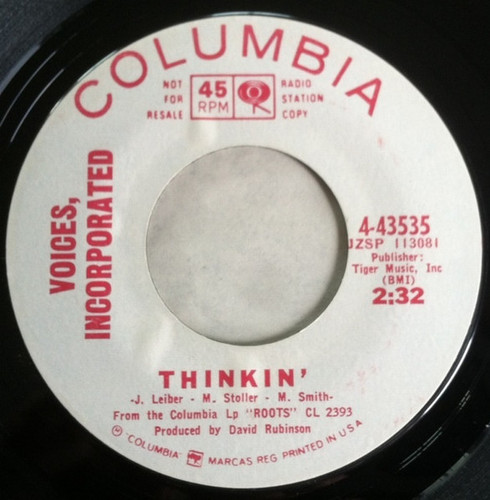 COLUMBIA
NOT
FOR
RESALE
45
RPM
RADIO
STATION
COPY
VOICES,
INCORPORATED
4-43535
JZSP 113081
Publisher:
Tiger Music, Inc
(BMI)
2:32
THINKIN'
-J. Leiber - M. Stoller - M. Smith-
From the Columbia Lp "ROOTS" CL 2393
Produced by David Rubinson
"COLUMBIA" MARCAS REG PRINTED IN U S A